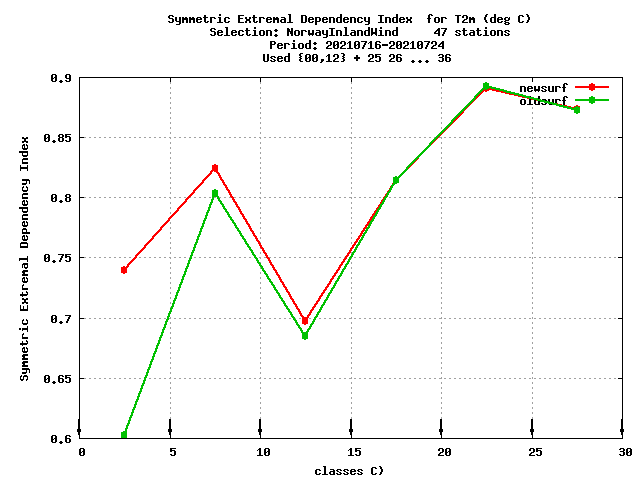 Symmetric Extremal Dependency Index  for T2m (deg C)
Selection: NorwayInlandWind     47 stations
Period: 20210716-20210724
Used {00,12} + 25 26 ... 36
newsurf
oldsurf
Symmetric Extremal Dependency Index
0.9
0.85
0.8
0.75
0.7
0.65
0.6
0 5 10 15 20 25 30
classes C)